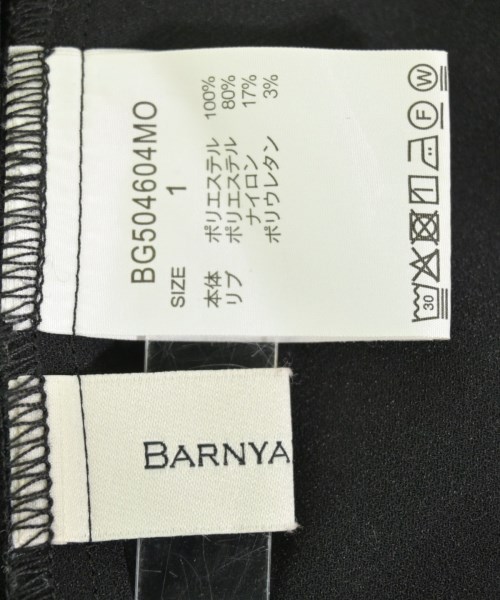 BG504604MO
SIZE 1
本体 ポリエステル 100%
リブ ポリエステル 80%
ナイロン 17%
ポリウレタン 3%
30 F W
BARNYA